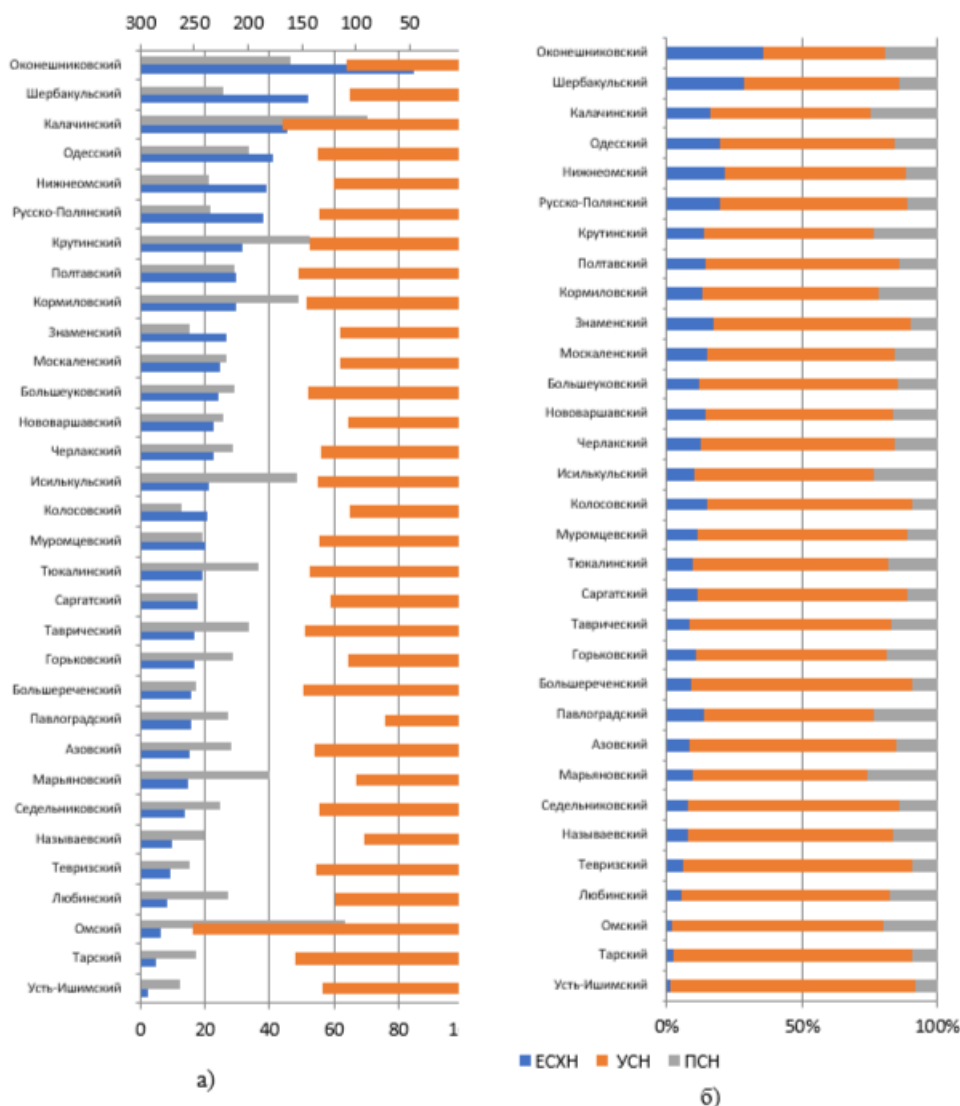 300 250 200 150 100 50
Оконешниковский
Шербакульский
Калачинский
Одесский
Нижнеомский
Русско-Полянский
Крутинский
Полтавский
Кормиловский
Знаменский
Москаленский
Большеуковский
Нововаршавский
Черлакский
Исилькульский
Колосовский
Муромцевский
Тюкалинский
Саргатский
Таврический
Горьковский
Большереченский
Павлоградский
Азовский
Марьяновский
Седельниковский
Называевский
Тевризский
Любинский
Омский
Тарский
Усть-Ишимский
0 20 40 60 80 1
а)
Оконешниковский
Шербакульский
Калачинский
Одесский
Нижнеомский
Русско-Полянский
Крутинский
Полтавский
Кормиловский
Знаменский
Москаленский
Большеуковский
Нововаршавский
Черлакский
Исилькульский
Колосовский
Муромцевский
Тюкалинский
Саргатский
Таврический
Горьковский
Большереченский
Павлоградский
Азовский
Марьяновский
Седельниковский
Называевский
Тевризский
Любинский
Омский
Тарский
Усть-Ишимский
0% 50% 100%
ЕСХН УСН ПСН
б)